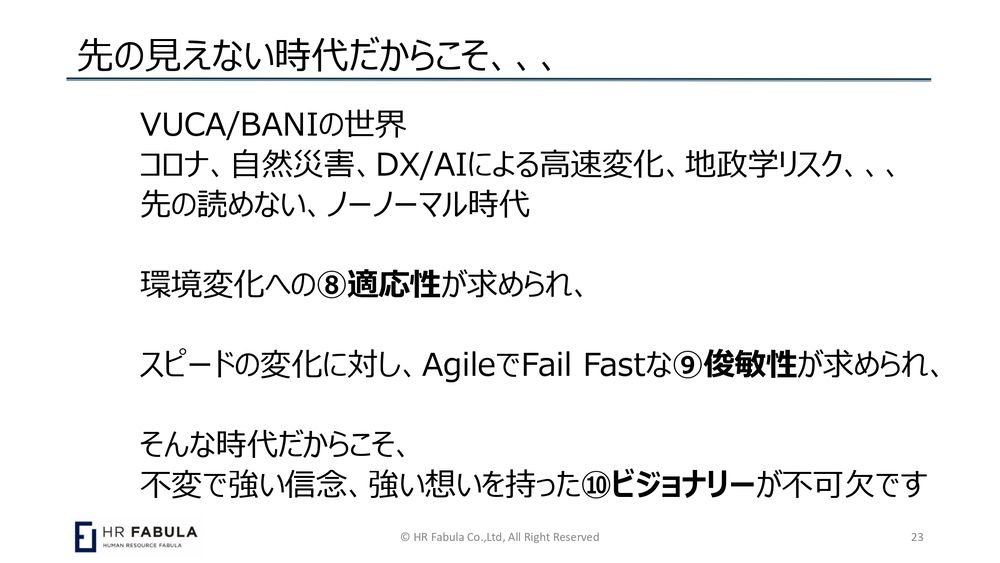 先の見えない時代だからこそ、、、
VUCA/BANIの世界
コロナ、自然災害、DX/AIによる高速変化、地政学リスク、、、
先の読めない、ノーノーマル時代
環境変化への⑧適応性が求められ、
スピードの変化に対し、AgileでFail Fastな⑨俊敏性が求められ、
そんな時代だからこそ、
不変で強い信念、強い想いを持った⑩ビジョナリーが不可欠です
HR FABULA
HUMAN RESOURCE FABULA
© HR Fabula Co.,Ltd, All Right Reserved
23